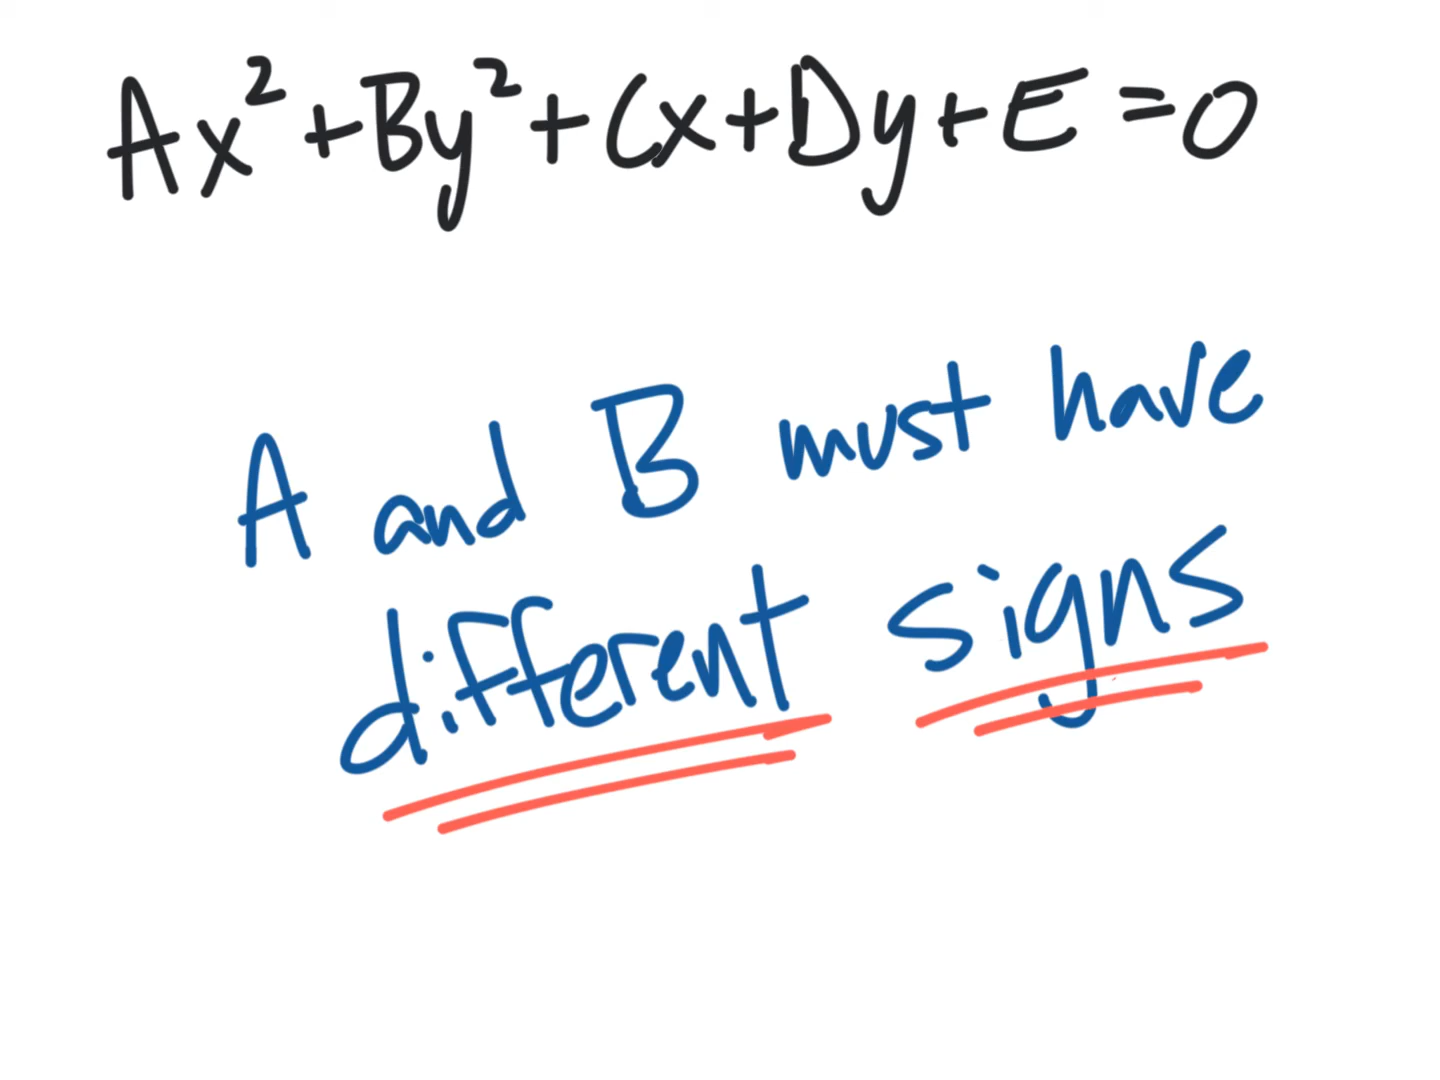 Ax²+By²+Cx+Dy+E=0
A and B must have
different signs